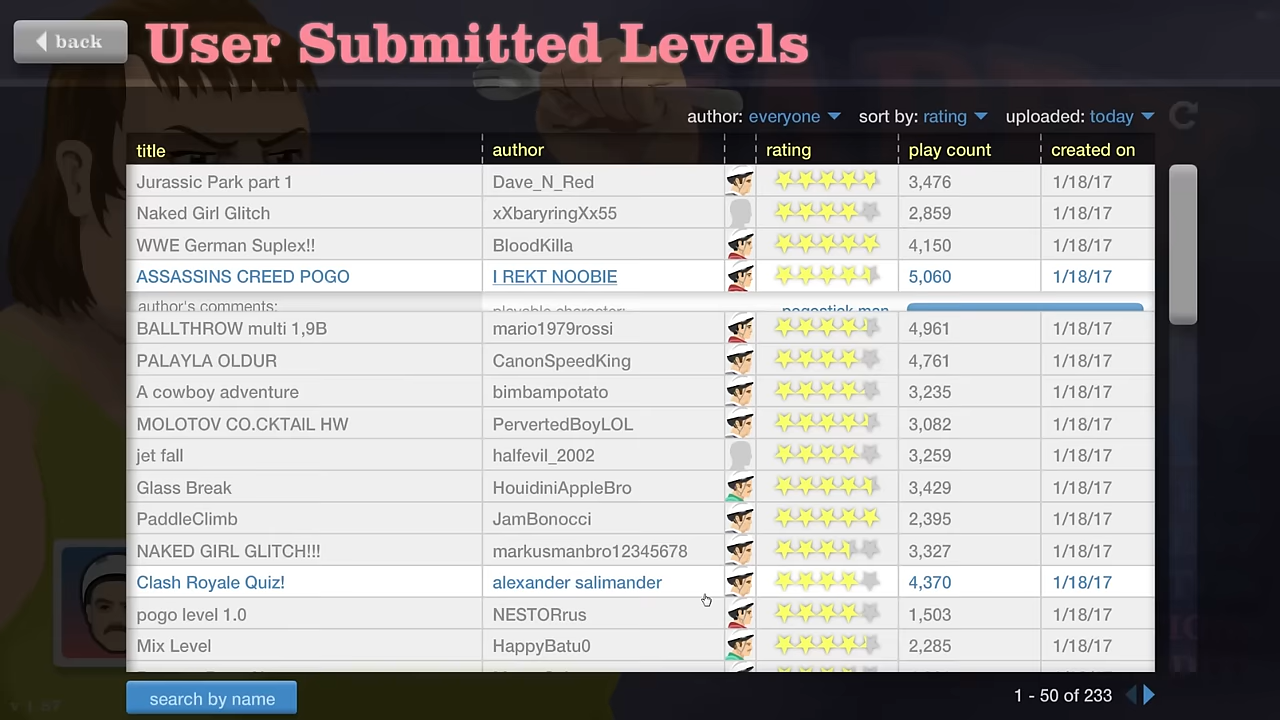 back
User Submitted Levels
author: everyone sort by: rating uploaded: today
title author rating play count created on
Jurassic Park part 1 Dave_N_Red 3,476 1/18/17
Naked Girl Glitch xXbaryringXx55 2,859 1/18/17
WWE German Suplex!! BloodKilla 4,150 1/18/17
ASSASSINS CREED POGO I REKT NOOBIE 5,060 1/18/17
author's comments: playable character: pogostick man
BALLTHROW multi 1,9B mario1979rossi 4,961 1/18/17
PALAYLA OLDUR CanonSpeedKing 4,761 1/18/17
A cowboy adventure bimbampotato 3,235 1/18/17
MOLOTOV CO.CKTAIL HW PervertedBoyLOL 3,082 1/18/17
jet fall halfevil_2002 3,259 1/18/17
Glass Break HouidiniAppleBro 3,429 1/18/17
PaddleClimb JamBonocci 2,395 1/18/17
NAKED GIRL GLITCH!!! markusmanbro12345678 3,327 1/18/17
Clash Royale Quiz! alexander salimander 4,370 1/18/17
pogo level 1.0 NESTORrus 1,503 1/18/17
Mix Level HappyBatu0 2,285 1/18/17
search by name 1 - 50 of 233